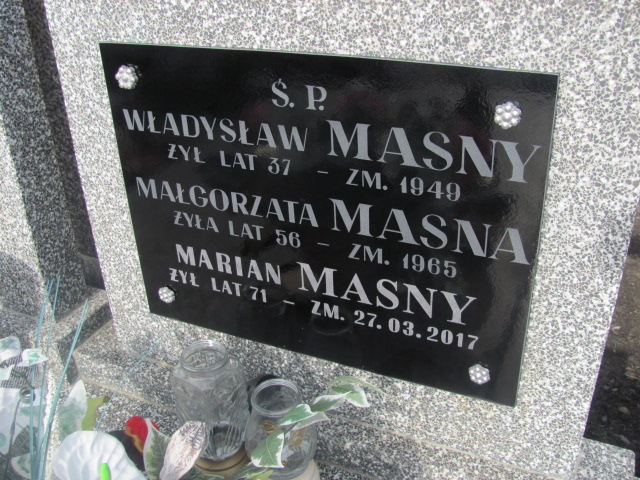 Ś. P.
WŁADYSŁAW MASNY
ŻYŁ LAT 37 – ZM. 1949
MAŁGORZATA MASNA
ŻYŁA LAT 56 – ZM. 1965
MARIAN MASNY
ŻYŁ LAT 71 – ZM. 27.03.2017